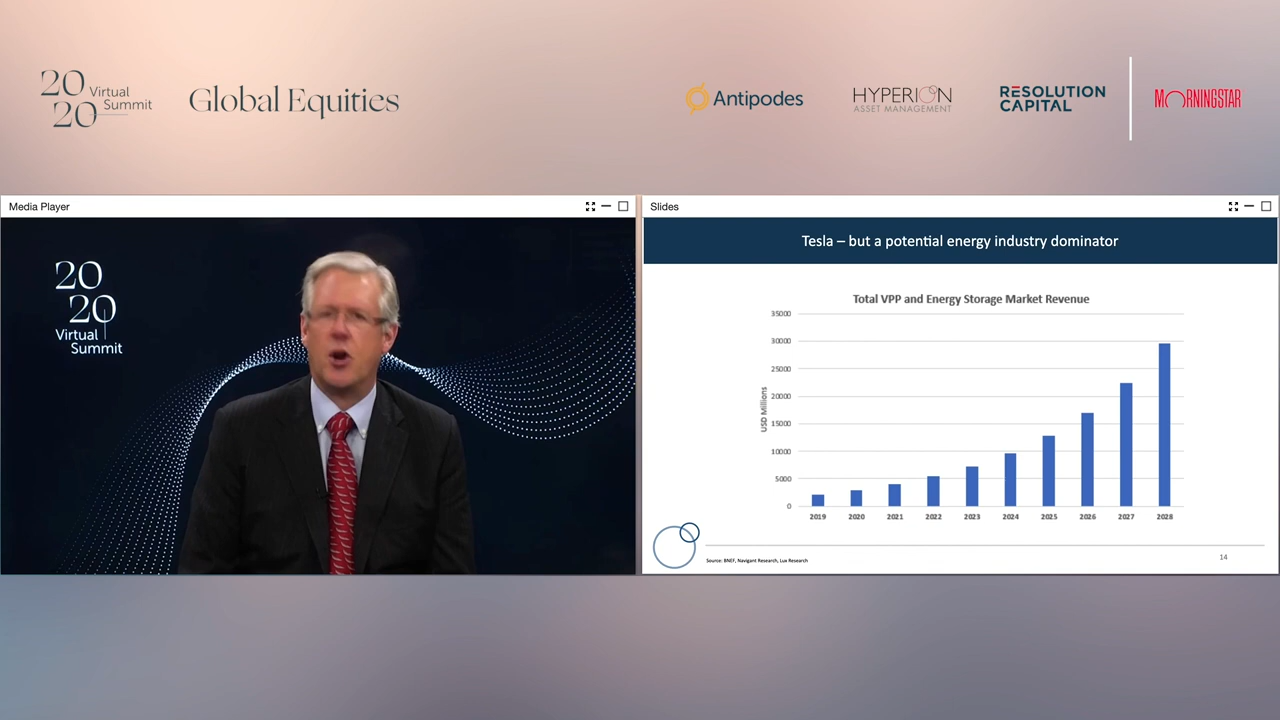 20
20
Virtual
Summit
Global Equities
Antipodes
HYPERION
ASSET MANAGEMENT
RESOLUTION
CAPITAL
MORNINGSTAR
Media Player
20
20
Virtual
Summit
Slides
Tesla – but a potential energy industry dominator
Total VPP and Energy Storage Market Revenue
USD Millions
35000
30000
25000
20000
15000
10000
5000
0
2019 2020 2021 2022 2023 2024 2025 2026 2027 2028
Source: BNEF, Navigant Research, Lux Research
14